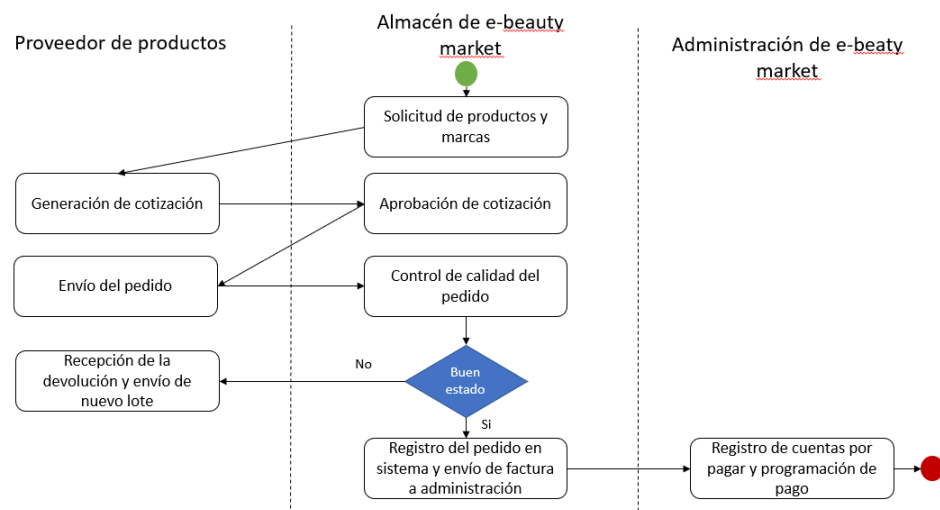 Proveedor de productos
Almacén de e-beauty
market
Administración de e-beaty
market
Solicitud de productos y
marcas
Generación de cotización
Aprobación de cotización
Envío del pedido
Control de calidad del
pedido
Recepción de la
devolución y envío de
nuevo lote
No
Buen
estado
Si
Registro del pedido en
sistema y envío de factura
a administración
Registro de cuentas por
pagar y programación de
pago